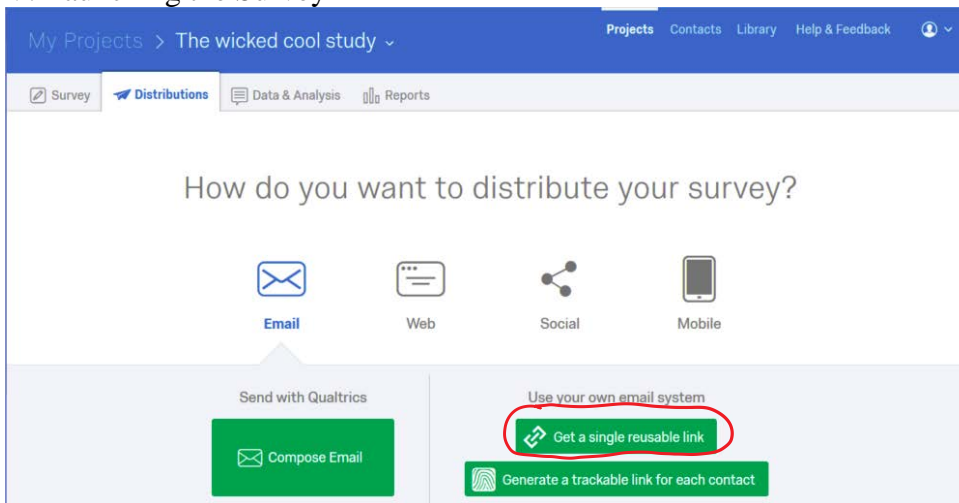 My Projects > The wicked cool study
Projects Contacts Library Help & Feedback
Survey Distributions Data & Analysis Reports
How do you want to distribute your survey?
Email Web Social Mobile
Send with Qualtrics
Use your own email system
Compose Email
Get a single reusable link
Generate a trackable link for each contact